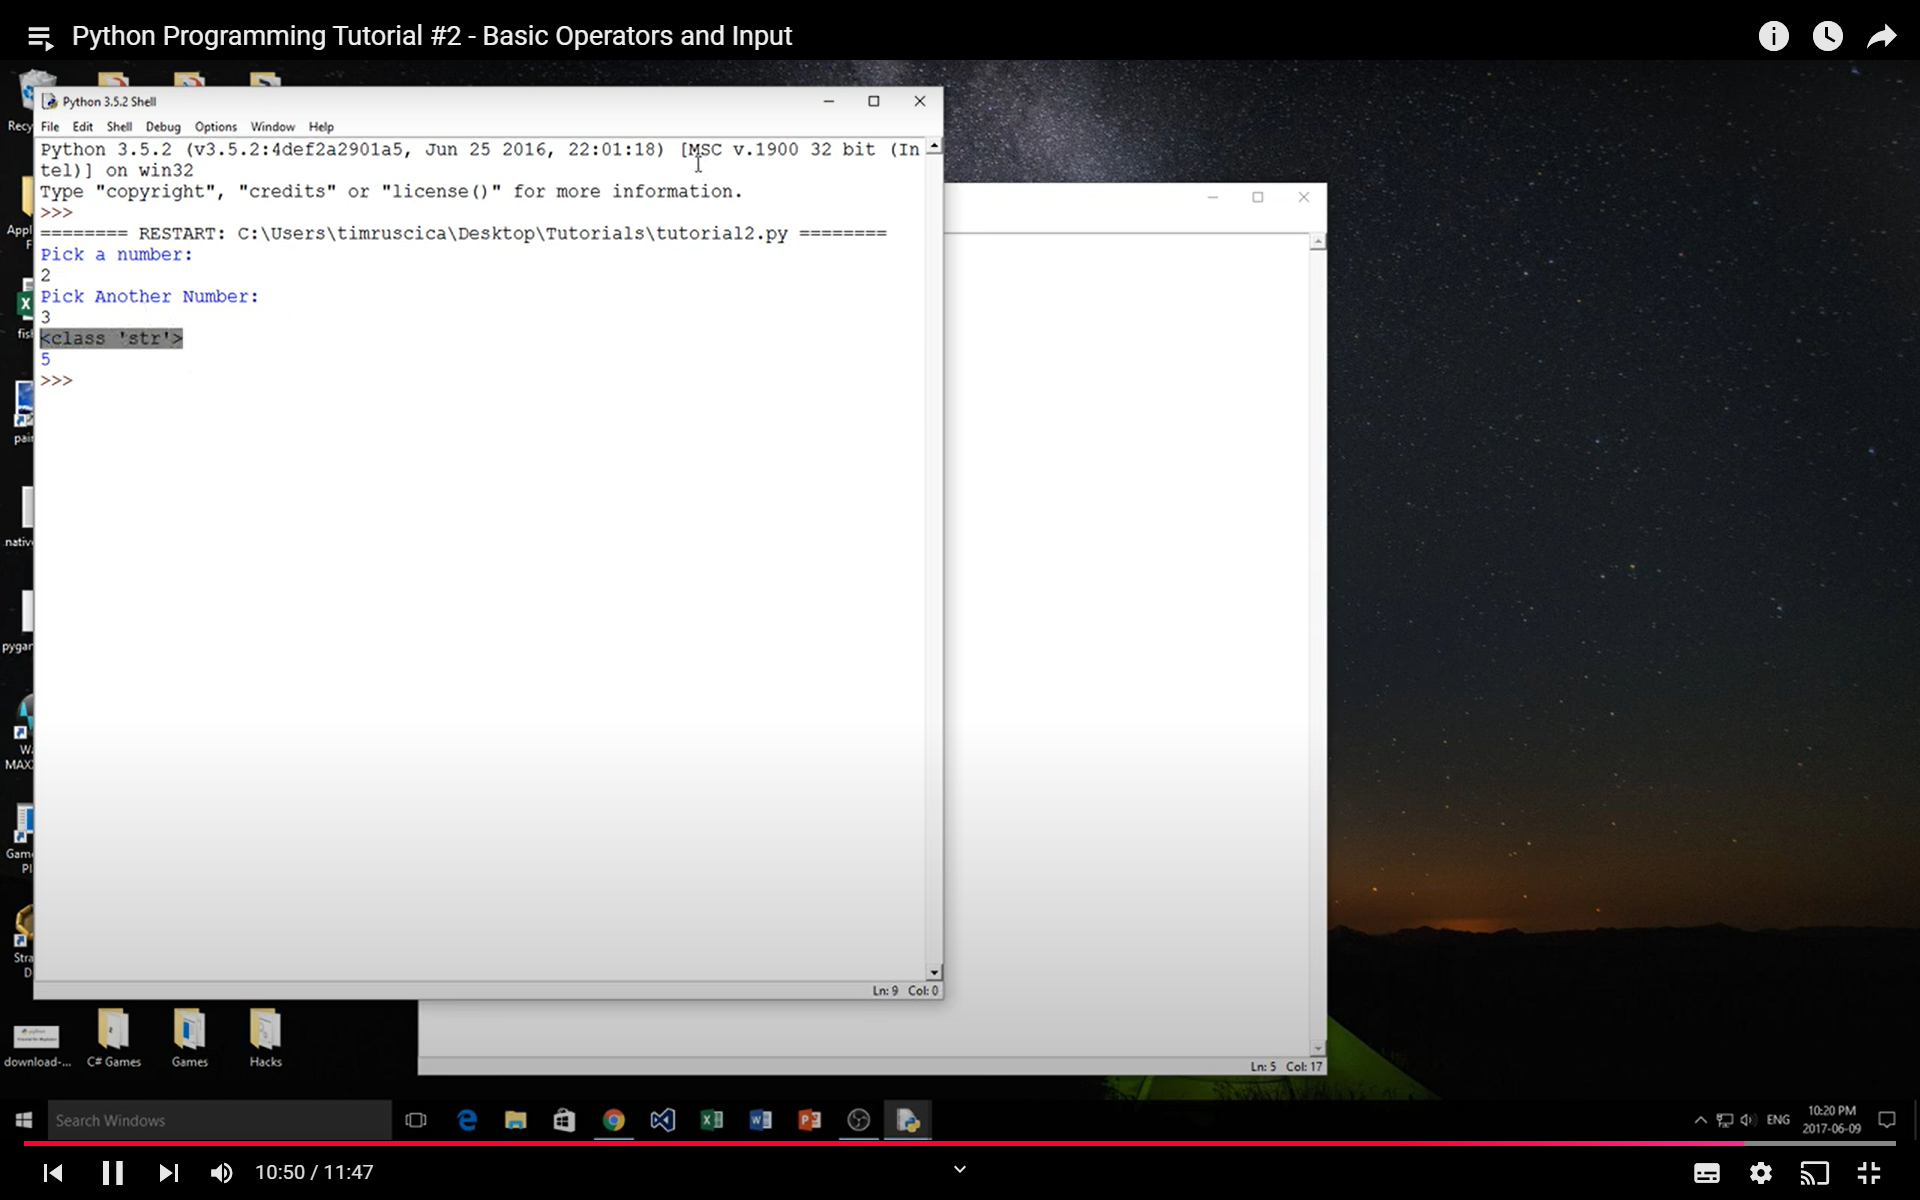 Python Programming Tutorial #2 - Basic Operators and Input
Python 3.5.2 Shell
File Edit Shell Debug Options Window Help
Python 3.5.2 (v3.5.2:4def2a2901a5, Jun 25 2016, 22:01:18) [MSC v.1900 32 bit (In
tel)] on win32
Type "copyright", "credits" or "license()" for more information.
>>>
======== RESTART: C:\Users\timruscica\Desktop\Tutorials\tutorial2.py ========
Pick a number:
2
Pick Another Number:
3
<class 'str'>
5
>>>
Ln: 9 Col: 0
Ln: 5 Col: 17
Recy
Appl
F
fisl
pai
.nativ
pygar
W
MAX
Gam
Pl
Stra
D
download-...
C# Games
Games
Hacks
Search Windows
ENG
10:20 PM
2017-06-09
10:50 / 11:47